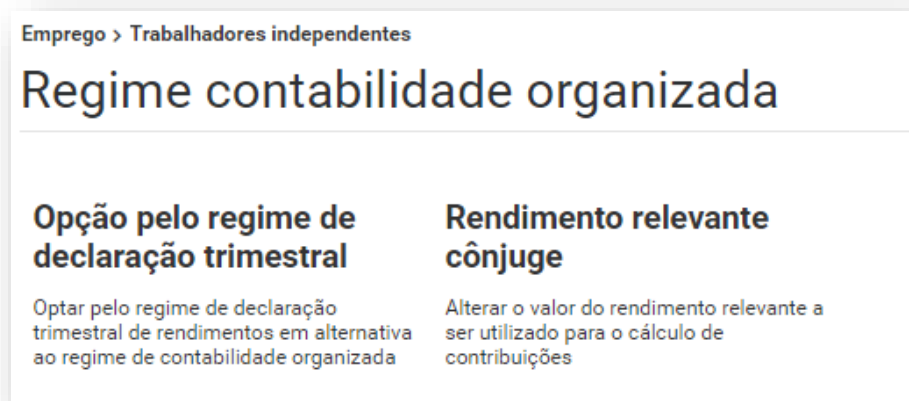 Emprego > Trabalhadores independentes
Regime contabilidade organizada
Opção pelo regime de
declaração trimestral
Optar pelo regime de declaração
trimestral de rendimentos em alternativa
ao regime de contabilidade organizada
Rendimento relevante
cônjuge
Alterar o valor do rendimento relevante a
ser utilizado para o cálculo de
contribuições